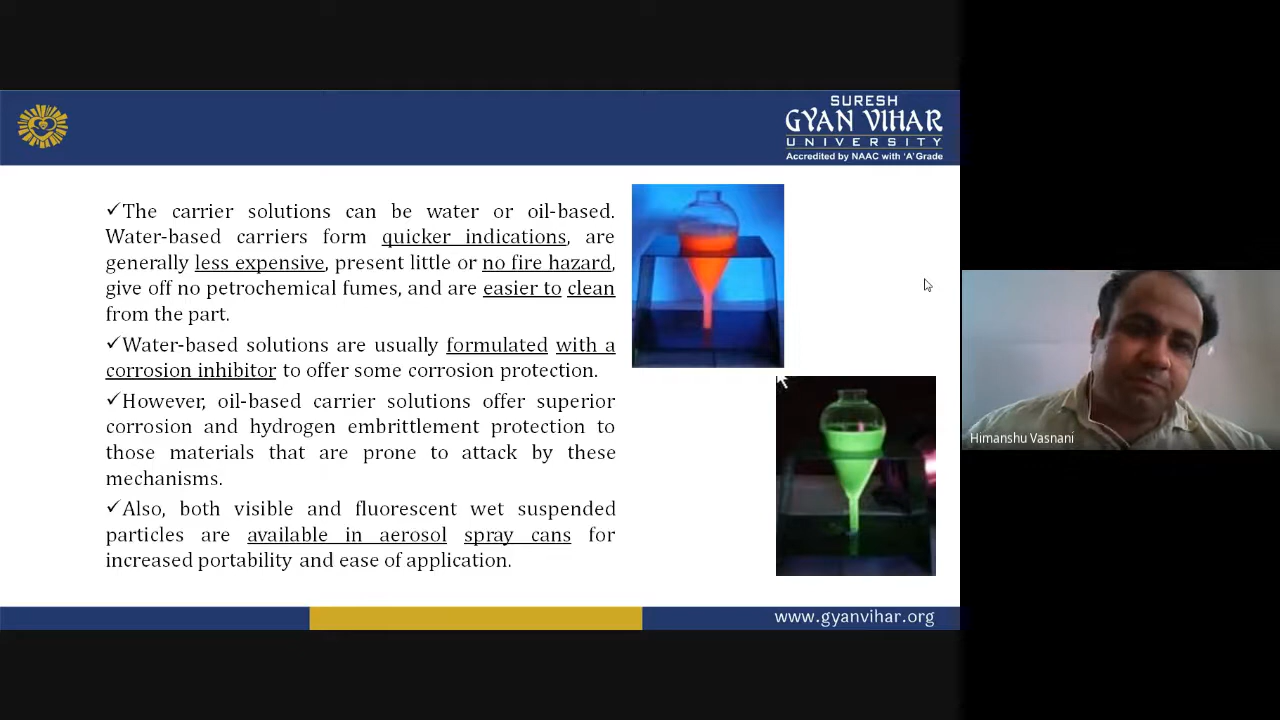 SURESH
GYAN VIHAR
UNIVERSITY
Accredited by NAAC with 'A' Grade
✓The carrier solutions can be water or oil-based.
Water-based carriers form quicker indications, are
generally less expensive, present little or no fire hazard,
give off no petrochemical fumes, and are easier to clean
from the part.
✓Water-based solutions are usually formulated with a
corrosion inhibitor to offer some corrosion protection.
✓However, oil-based carrier solutions offer superior
corrosion and hydrogen embrittlement protection to
those materials that are prone to attack by these
mechanisms.
✓Also, both visible and fluorescent wet suspended
particles are available in aerosol spray cans for
increased portability and ease of application.
www.gyanvihar.org
Himanshu Vasnani